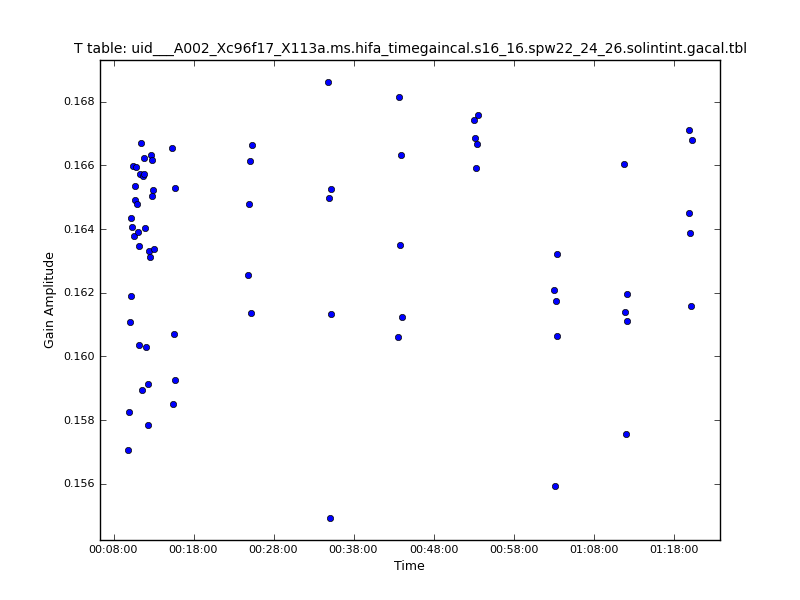 T table: uid___A002_Xc96f17_X113a.ms.hifa_timegaincal.s16_16.spw22_24_26.solintint.gacal.tbl
Gain Amplitude
0.168
0.166
0.164
0.162
0.160
0.158
0.156
00:08:00 00:18:00 00:28:00 00:38:00 00:48:00 00:58:00 01:08:00 01:18:00
Time